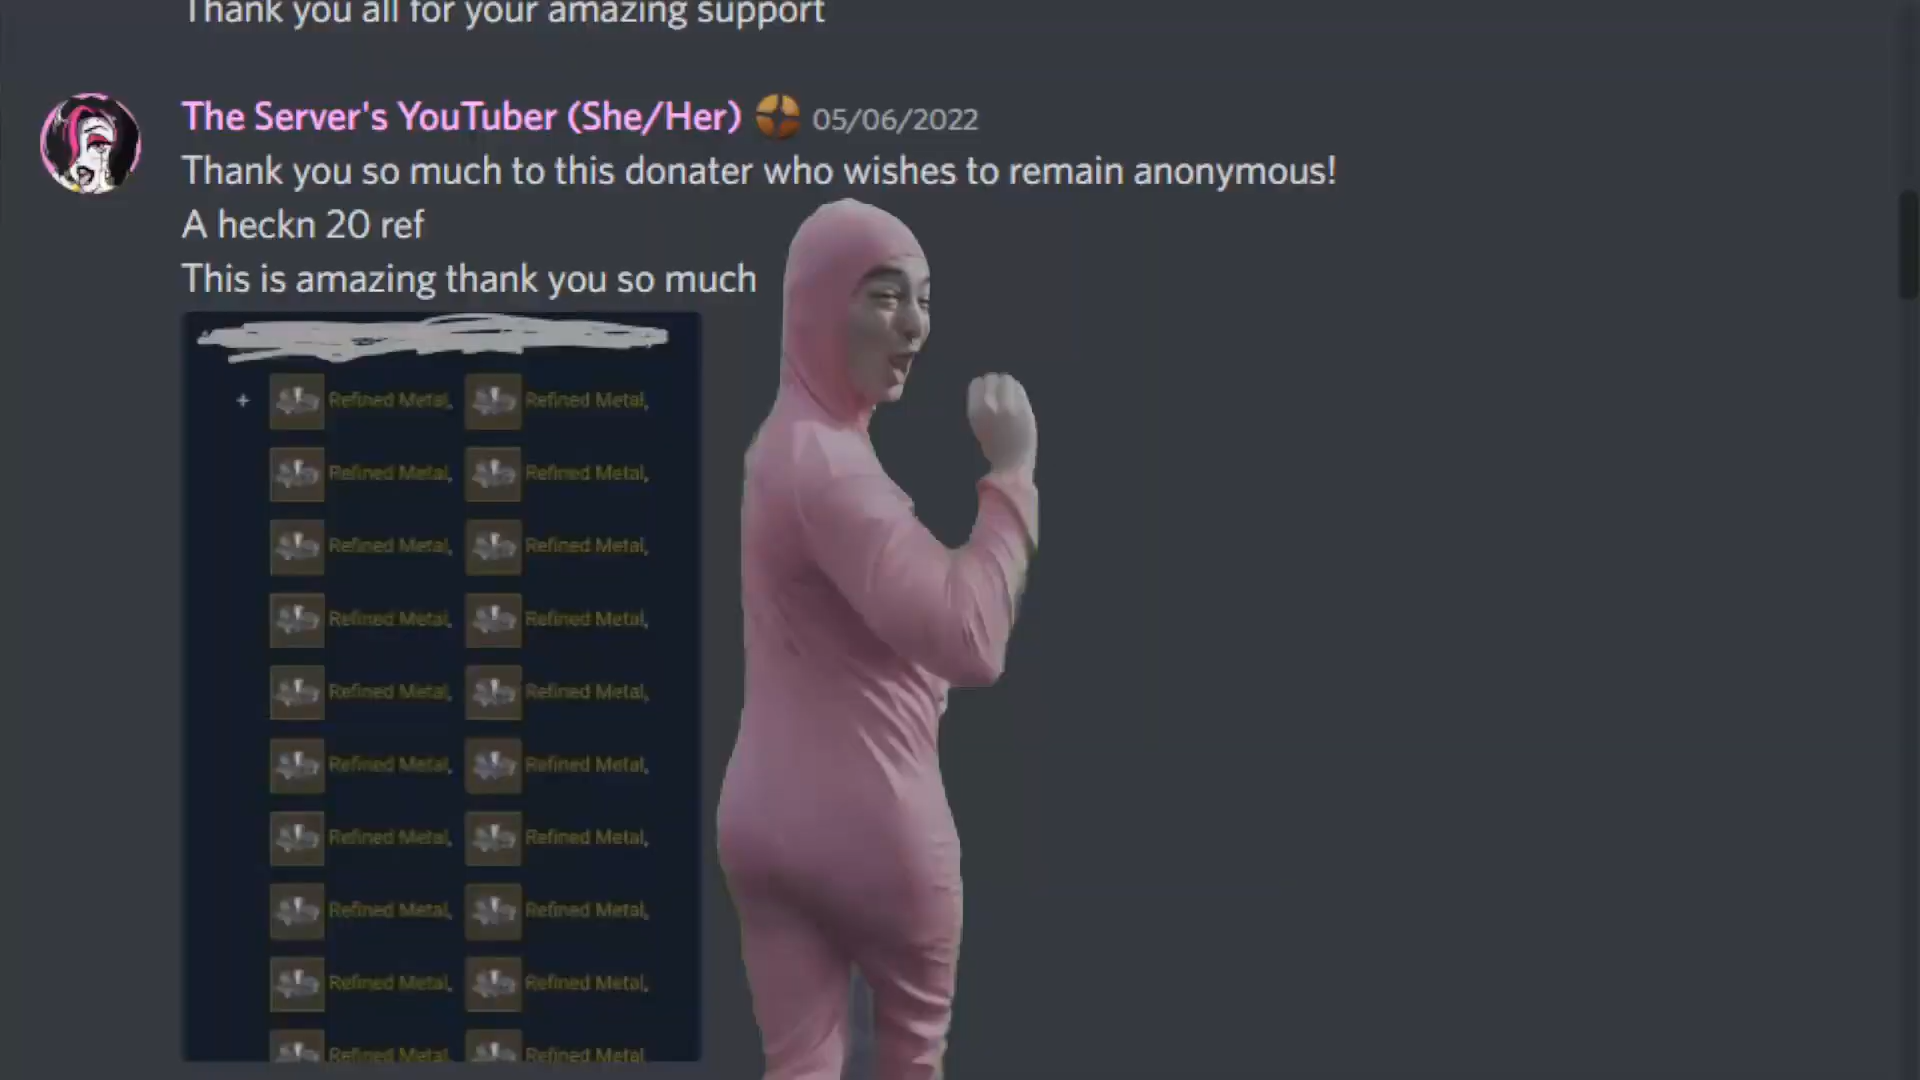 Thank you all for your amazing support
The Server's YouTuber (She/Her) 05/06/2022
Thank you so much to this donater who wishes to remain anonymous!
A heckn 20 ref
This is amazing thank you so much
+ Refined Metal, Refined Metal,
Refined Metal, Refined Metal,
Refined Metal, Refined Metal,
Refined Metal, Refined Metal,
Refined Metal, Refined Metal,
Refined Metal, Refined Metal,
Refined Metal, Refined Metal,
Refined Metal, Refined Metal,
Refined Metal, Refined Metal,
Refined Metal, Refined Metal,